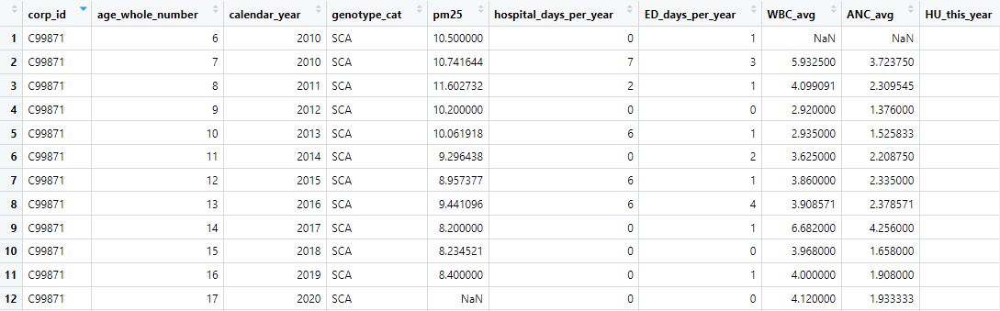 corp_id age_whole_number calendar_year genotype_cat pm25 hospital_days_per_year ED_days_per_year WBC_avg ANC_avg HU_this_year
1 C99871 6 2010 SCA 10.500000 0 1 NaN NaN
2 C99871 7 2010 SCA 10.741644 7 3 5.932500 3.723750
3 C99871 8 2011 SCA 11.602732 2 1 4.099091 2.309545
4 C99871 9 2012 SCA 10.200000 0 0 2.920000 1.376000
5 C99871 10 2013 SCA 10.061918 6 1 2.935000 1.525833
6 C99871 11 2014 SCA 9.296438 0 2 3.625000 2.208750
7 C99871 12 2015 SCA 8.957377 6 1 3.860000 2.335000
8 C99871 13 2016 SCA 9.441096 6 4 3.908571 2.378571
9 C99871 14 2017 SCA 8.200000 0 1 6.682000 4.256000
10 C99871 15 2018 SCA 8.234521 0 0 3.968000 1.658000
11 C99871 16 2019 SCA 8.400000 0 1 4.000000 1.908000
12 C99871 17 2020 SCA NaN 0 0 4.120000 1.933333